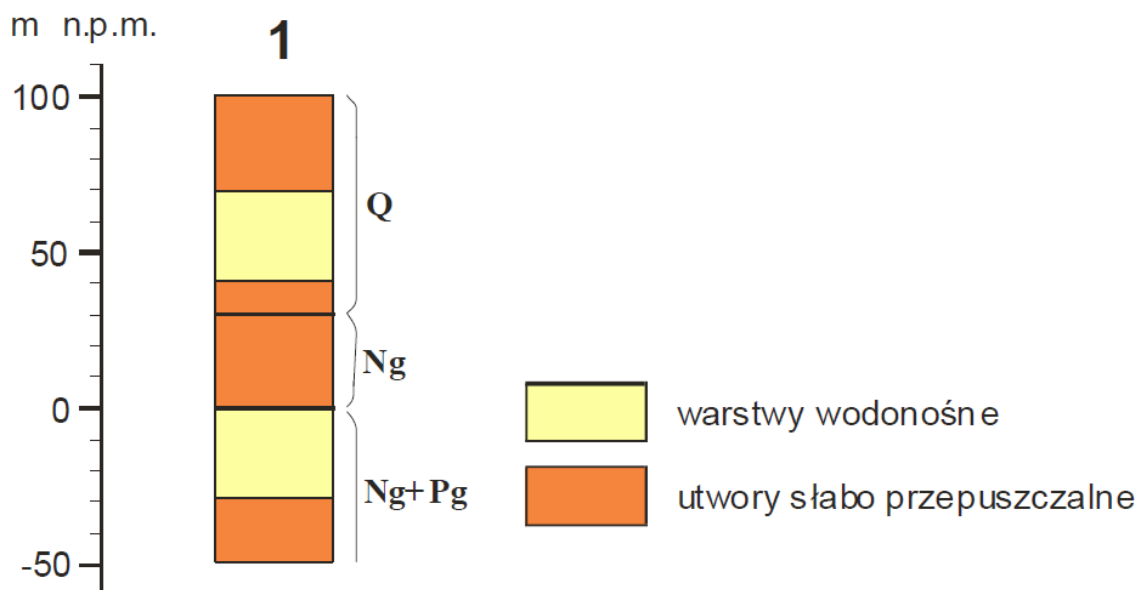 m n.p.m.
1
100
50
0
-50
Q
Ng
Ng+Pg
warstwy wodonośne
utwory słabo przepuszczalne